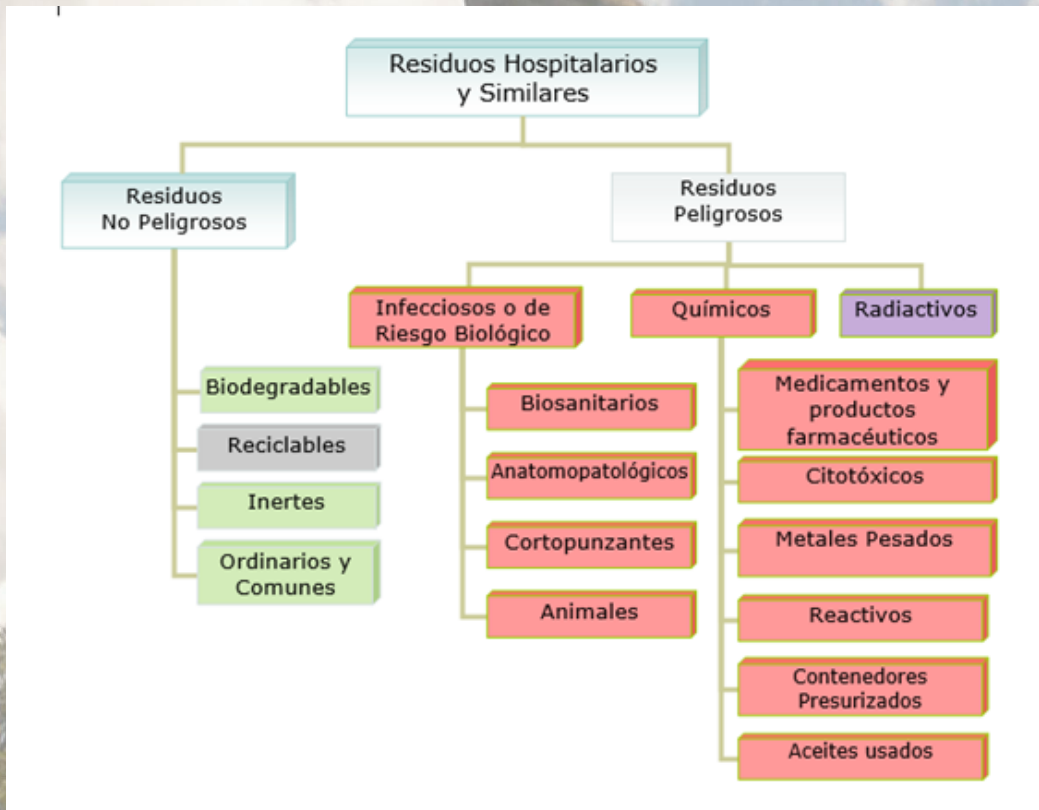 Residuos Hospitalarios
y Similares
Residuos
No Peligrosos
Residuos
Peligrosos
Infecciosos o de
Riesgo Biológico
Químicos
Radiactivos
Biodegradables
Reciclables
Inertes
Ordinarios y
Comunes
Biosanitarios
Anatomopatológicos
Cortopunzantes
Animales
Medicamentos y
productos
farmacéuticos
Citotóxicos
Metales Pesados
Reactivos
Contenedores
Presurizados
Aceites usados